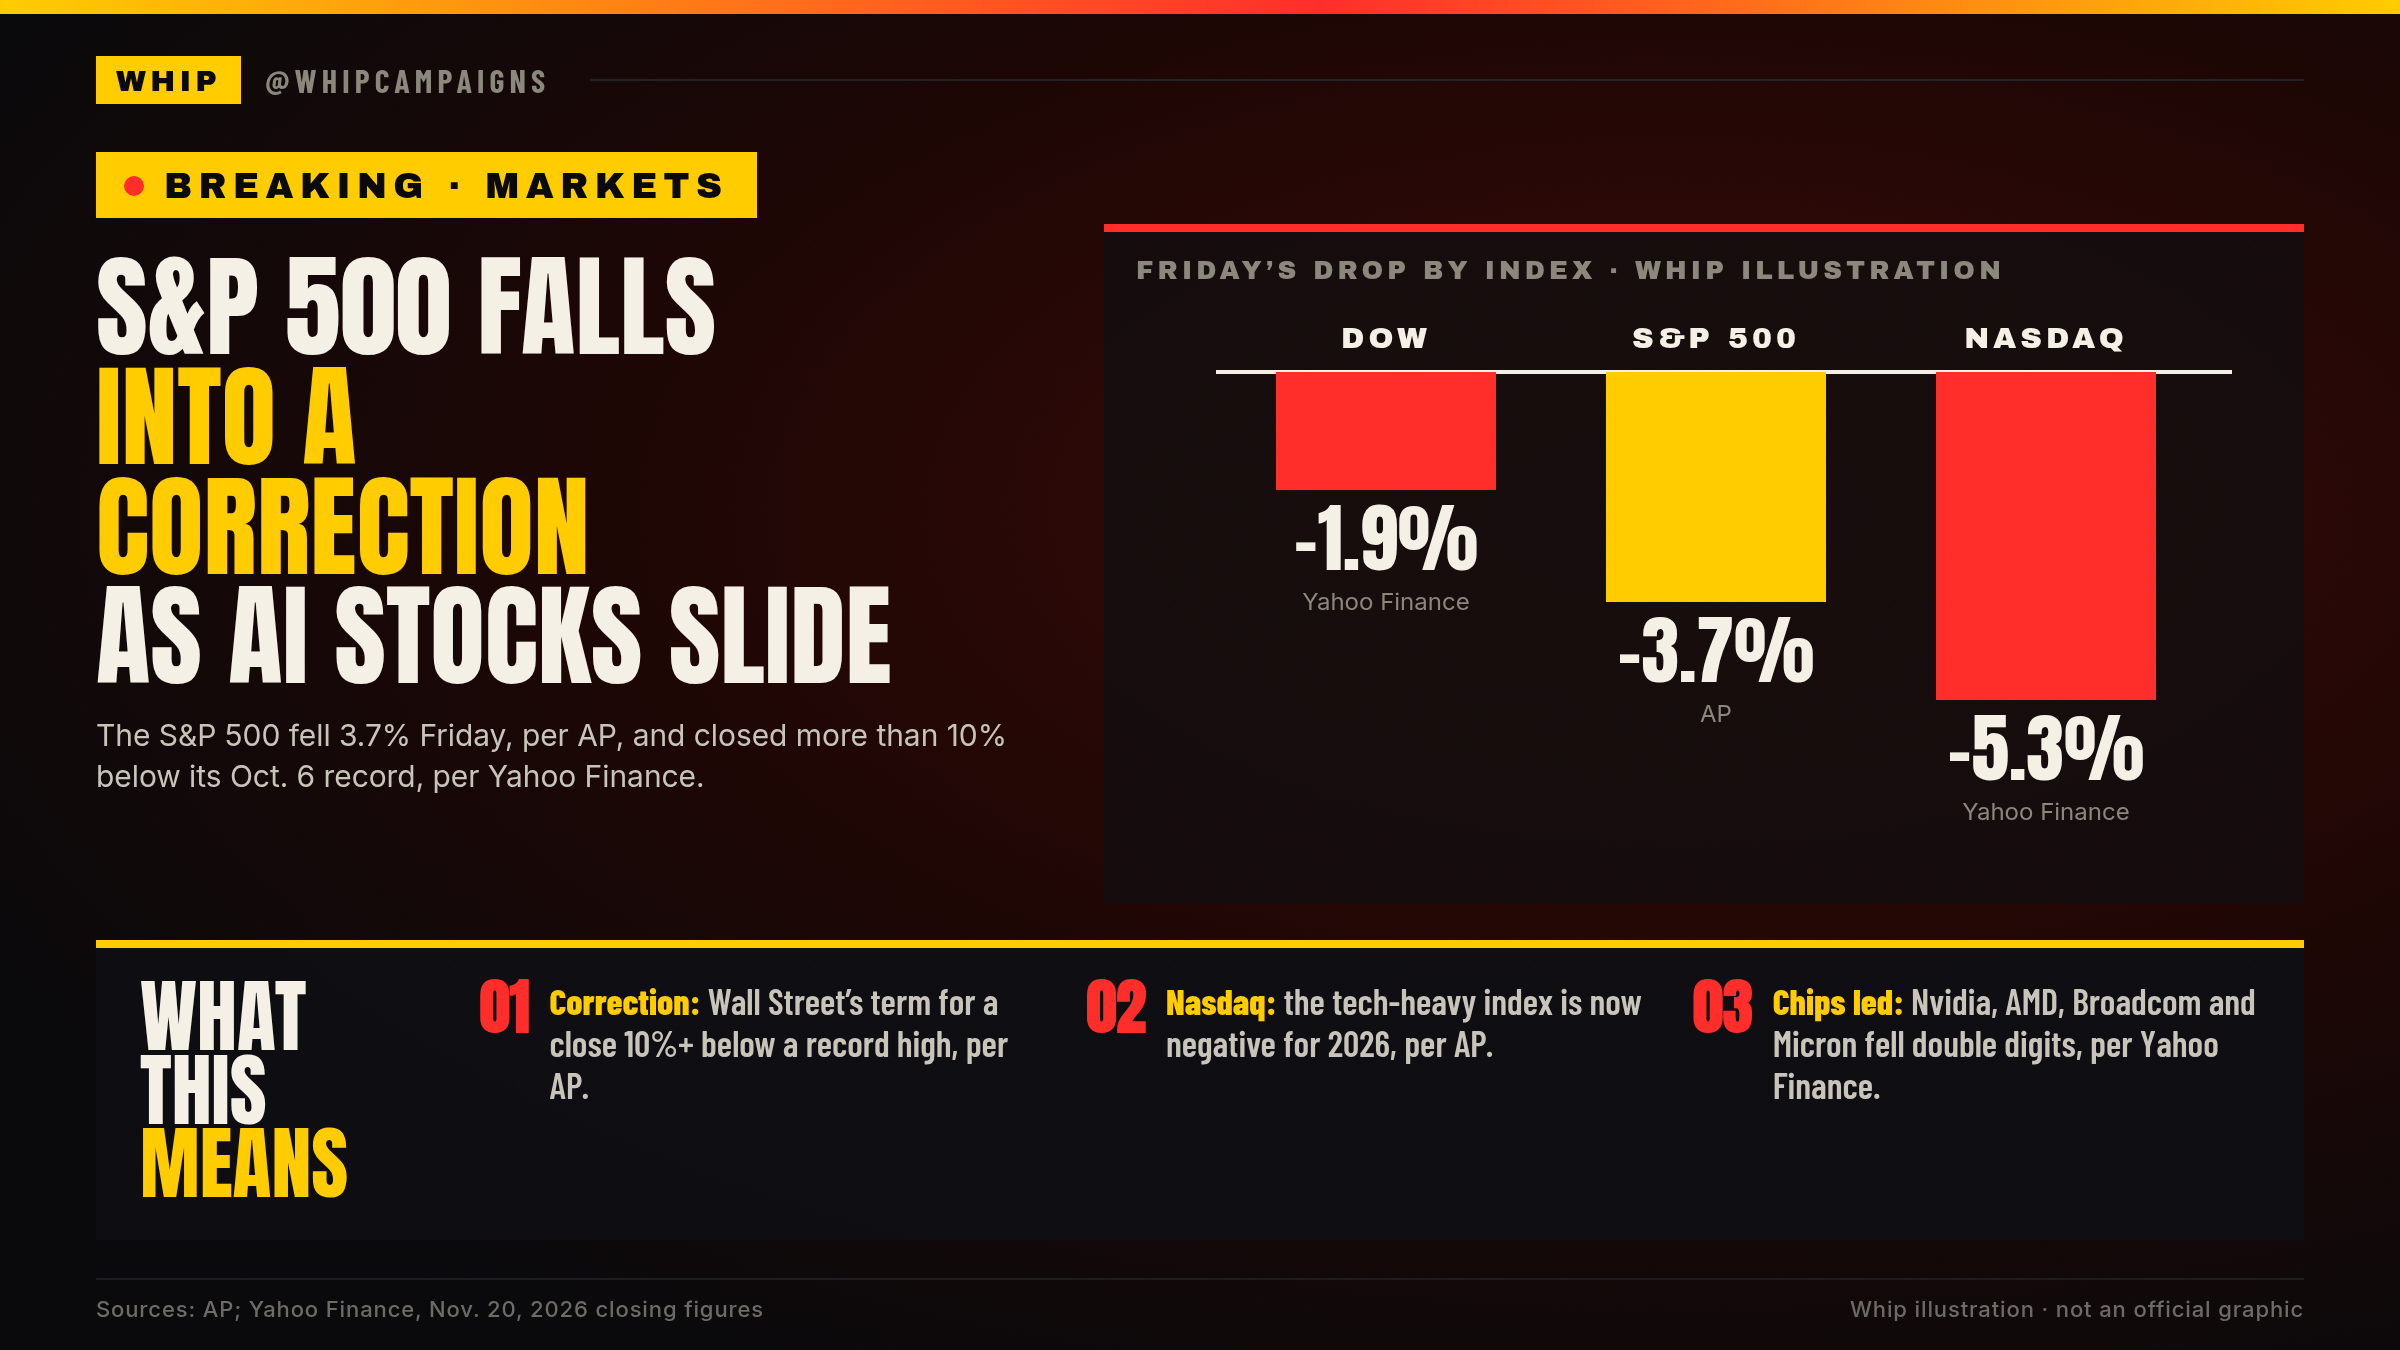 WHIP @WHIPCAMPAIGNS
BREAKING · MARKETS
S&P 500 FALLS
INTO A
CORRECTION
AS AI STOCKS SLIDE
The S&P 500 fell 3.7% Friday, per AP, and closed more than 10%
below its Oct. 6 record, per Yahoo Finance.
FRIDAY’S DROP BY INDEX · WHIP ILLUSTRATION
DOW S&P 500 NASDAQ
-1.9%
Yahoo Finance
-3.7%
AP
-5.3%
Yahoo Finance
WHAT
THIS
MEANS
01 Correction: Wall Street’s term for a
close 10%+ below a record high, per
AP.
02 Nasdaq: the tech-heavy index is now
negative for 2026, per AP.
03 Chips led: Nvidia, AMD, Broadcom and
Micron fell double digits, per Yahoo
Finance.
Sources: AP; Yahoo Finance, Nov. 20, 2026 closing figures
Whip illustration · not an official graphic